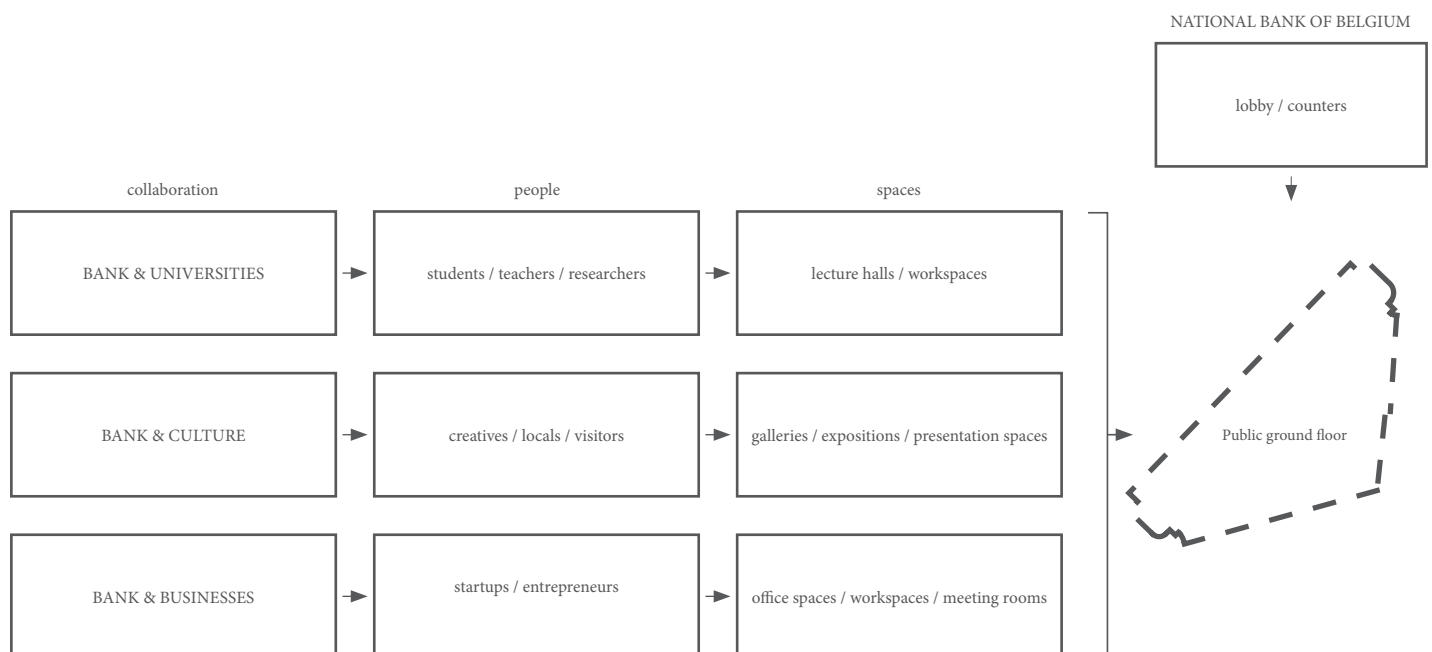 NATIONAL BANK OF BELGIUM
lobby / counters
collaboration
people
spaces
BANK & UNIVERSITIES
students / teachers / researchers
lecture halls / workspaces
BANK & CULTURE
creatives / locals / visitors
galleries / expositions / presentation spaces
Public ground floor
BANK & BUSINESSES
startups / entrepreneurs
office spaces / workspaces / meeting rooms